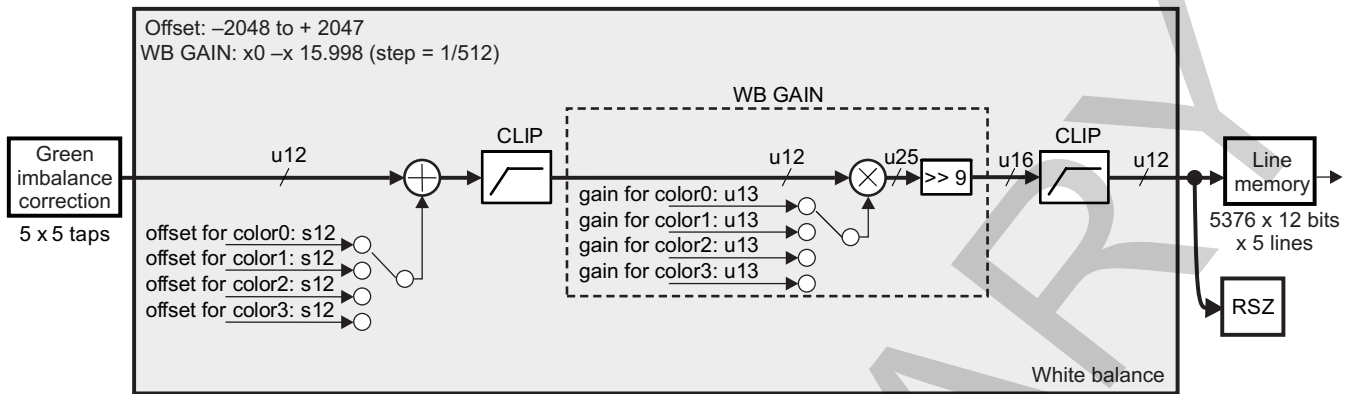 Offset: –2048 to + 2047
WB GAIN: x0 –x 15.998 (step = 1/512)
WB GAIN
CLIP
CLIP
Green
imbalance
correction
5 x 5 taps
u12
u12
u25
>> 9
u16
u12
Line
memory
5376 x 12 bits
x 5 lines
gain for color0: u13
gain for color1: u13
gain for color2: u13
gain for color3: u13
offset for color0: s12
offset for color1: s12
offset for color2: s12
offset for color3: s12
RSZ
White balance